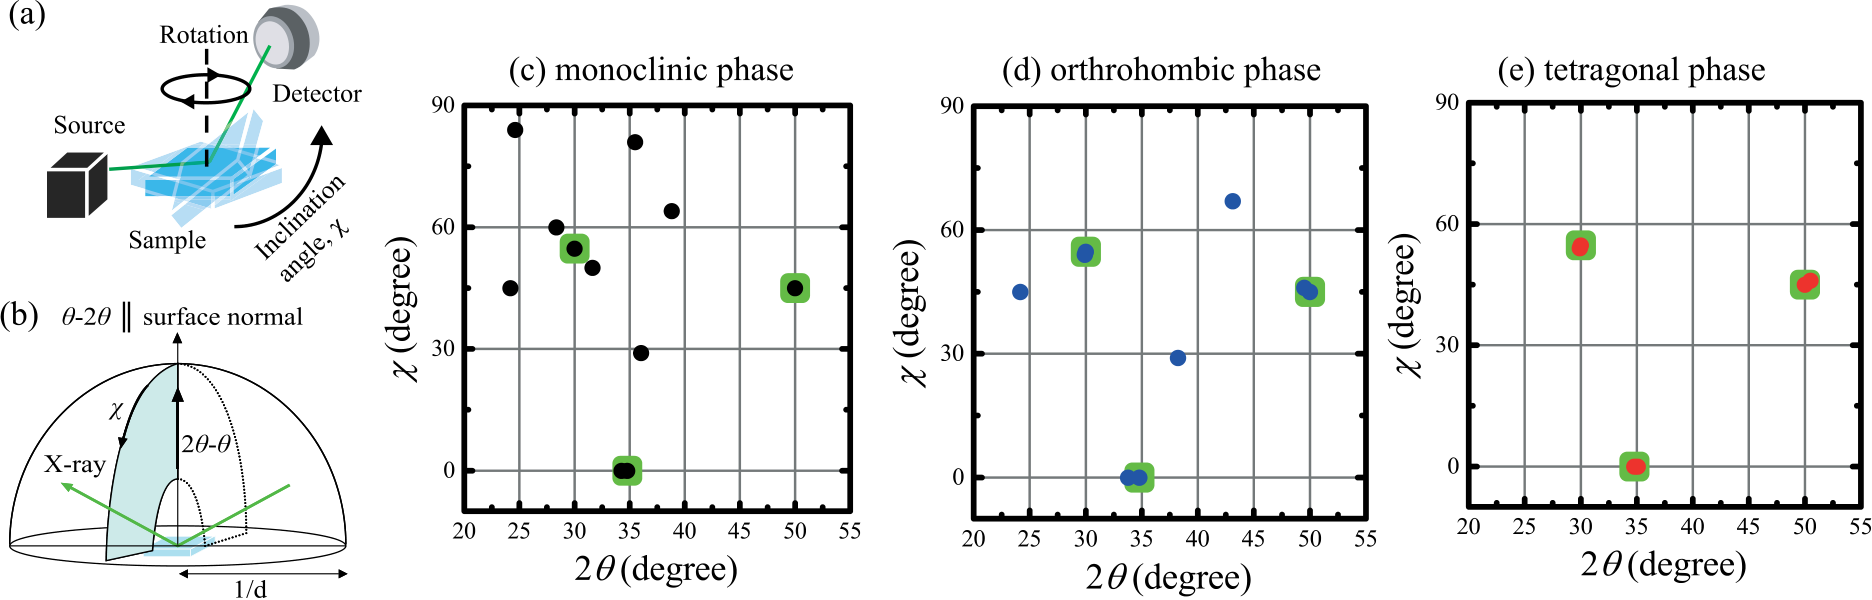 (a)
Rotation
Detector
Source
Sample
Inclination
angle, χ
(b) θ-2θ ∥ surface normal
χ
2θ-θ
X-ray
1/d
(c) monoclinic phase
90
60
30
0
20 25 30 35 40 45 50 55
χ (degree)
2θ (degree)
(d) orthrohombic phase
90
60
30
0
20 25 30 35 40 45 50 55
χ (degree)
2θ (degree)
(e) tetragonal phase
90
60
30
0
20 25 30 35 40 45 50 55
χ (degree)
2θ (degree)